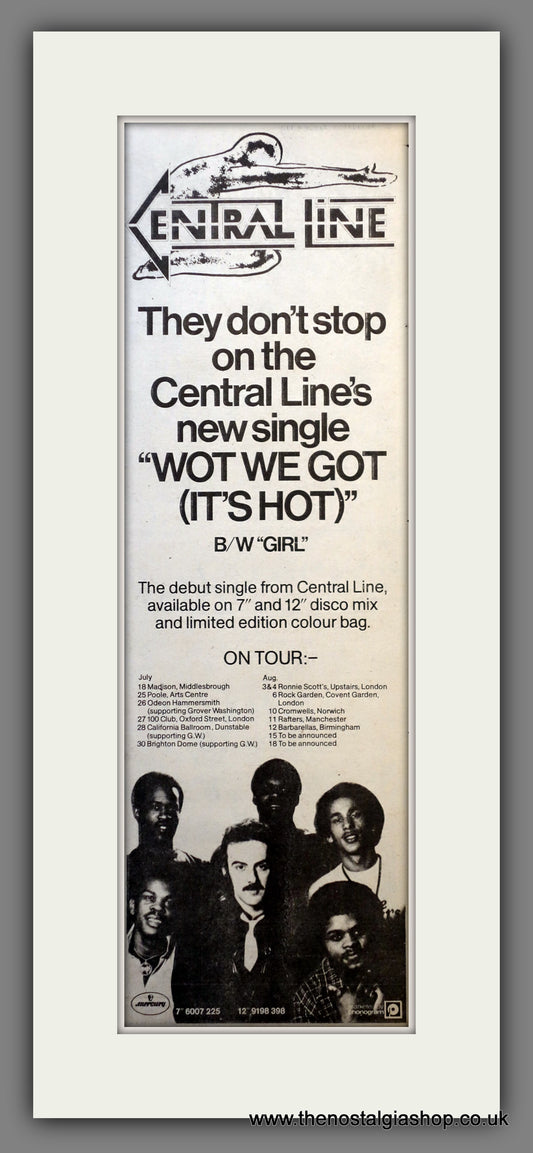 CENTRAL LINE
They don't stop
on the
Central Line's
new single
“WOT WE GOT
(IT'S HOT)”
B/W “GIRL”
The debut single from Central Line,
available on 7" and 12" disco mix
and limited edition colour bag.
ON TOUR:–
July
18 Madison, Middlesbrough
25 Poole, Arts Centre
26 Odeon Hammersmith
(supporting Grover Washington)
27 100 Club, Oxford Street, London
28 California Ballroom, Dunstable
(supporting G.W.)
30 Brighton Dome (supporting G.W.)
Aug.
3&4 Ronnie Scott's, Upstairs, London
6 Rock Garden, Covent Garden,
London
10 Cromwells, Norwich
11 Rafters, Manchester
12 Barbarellas, Birmingham
15 To be announced
18 To be announced
mercury
7" 6007 225
12" 9198 398
marketed by
phonogram
www.thenostalgiashop.co.uk